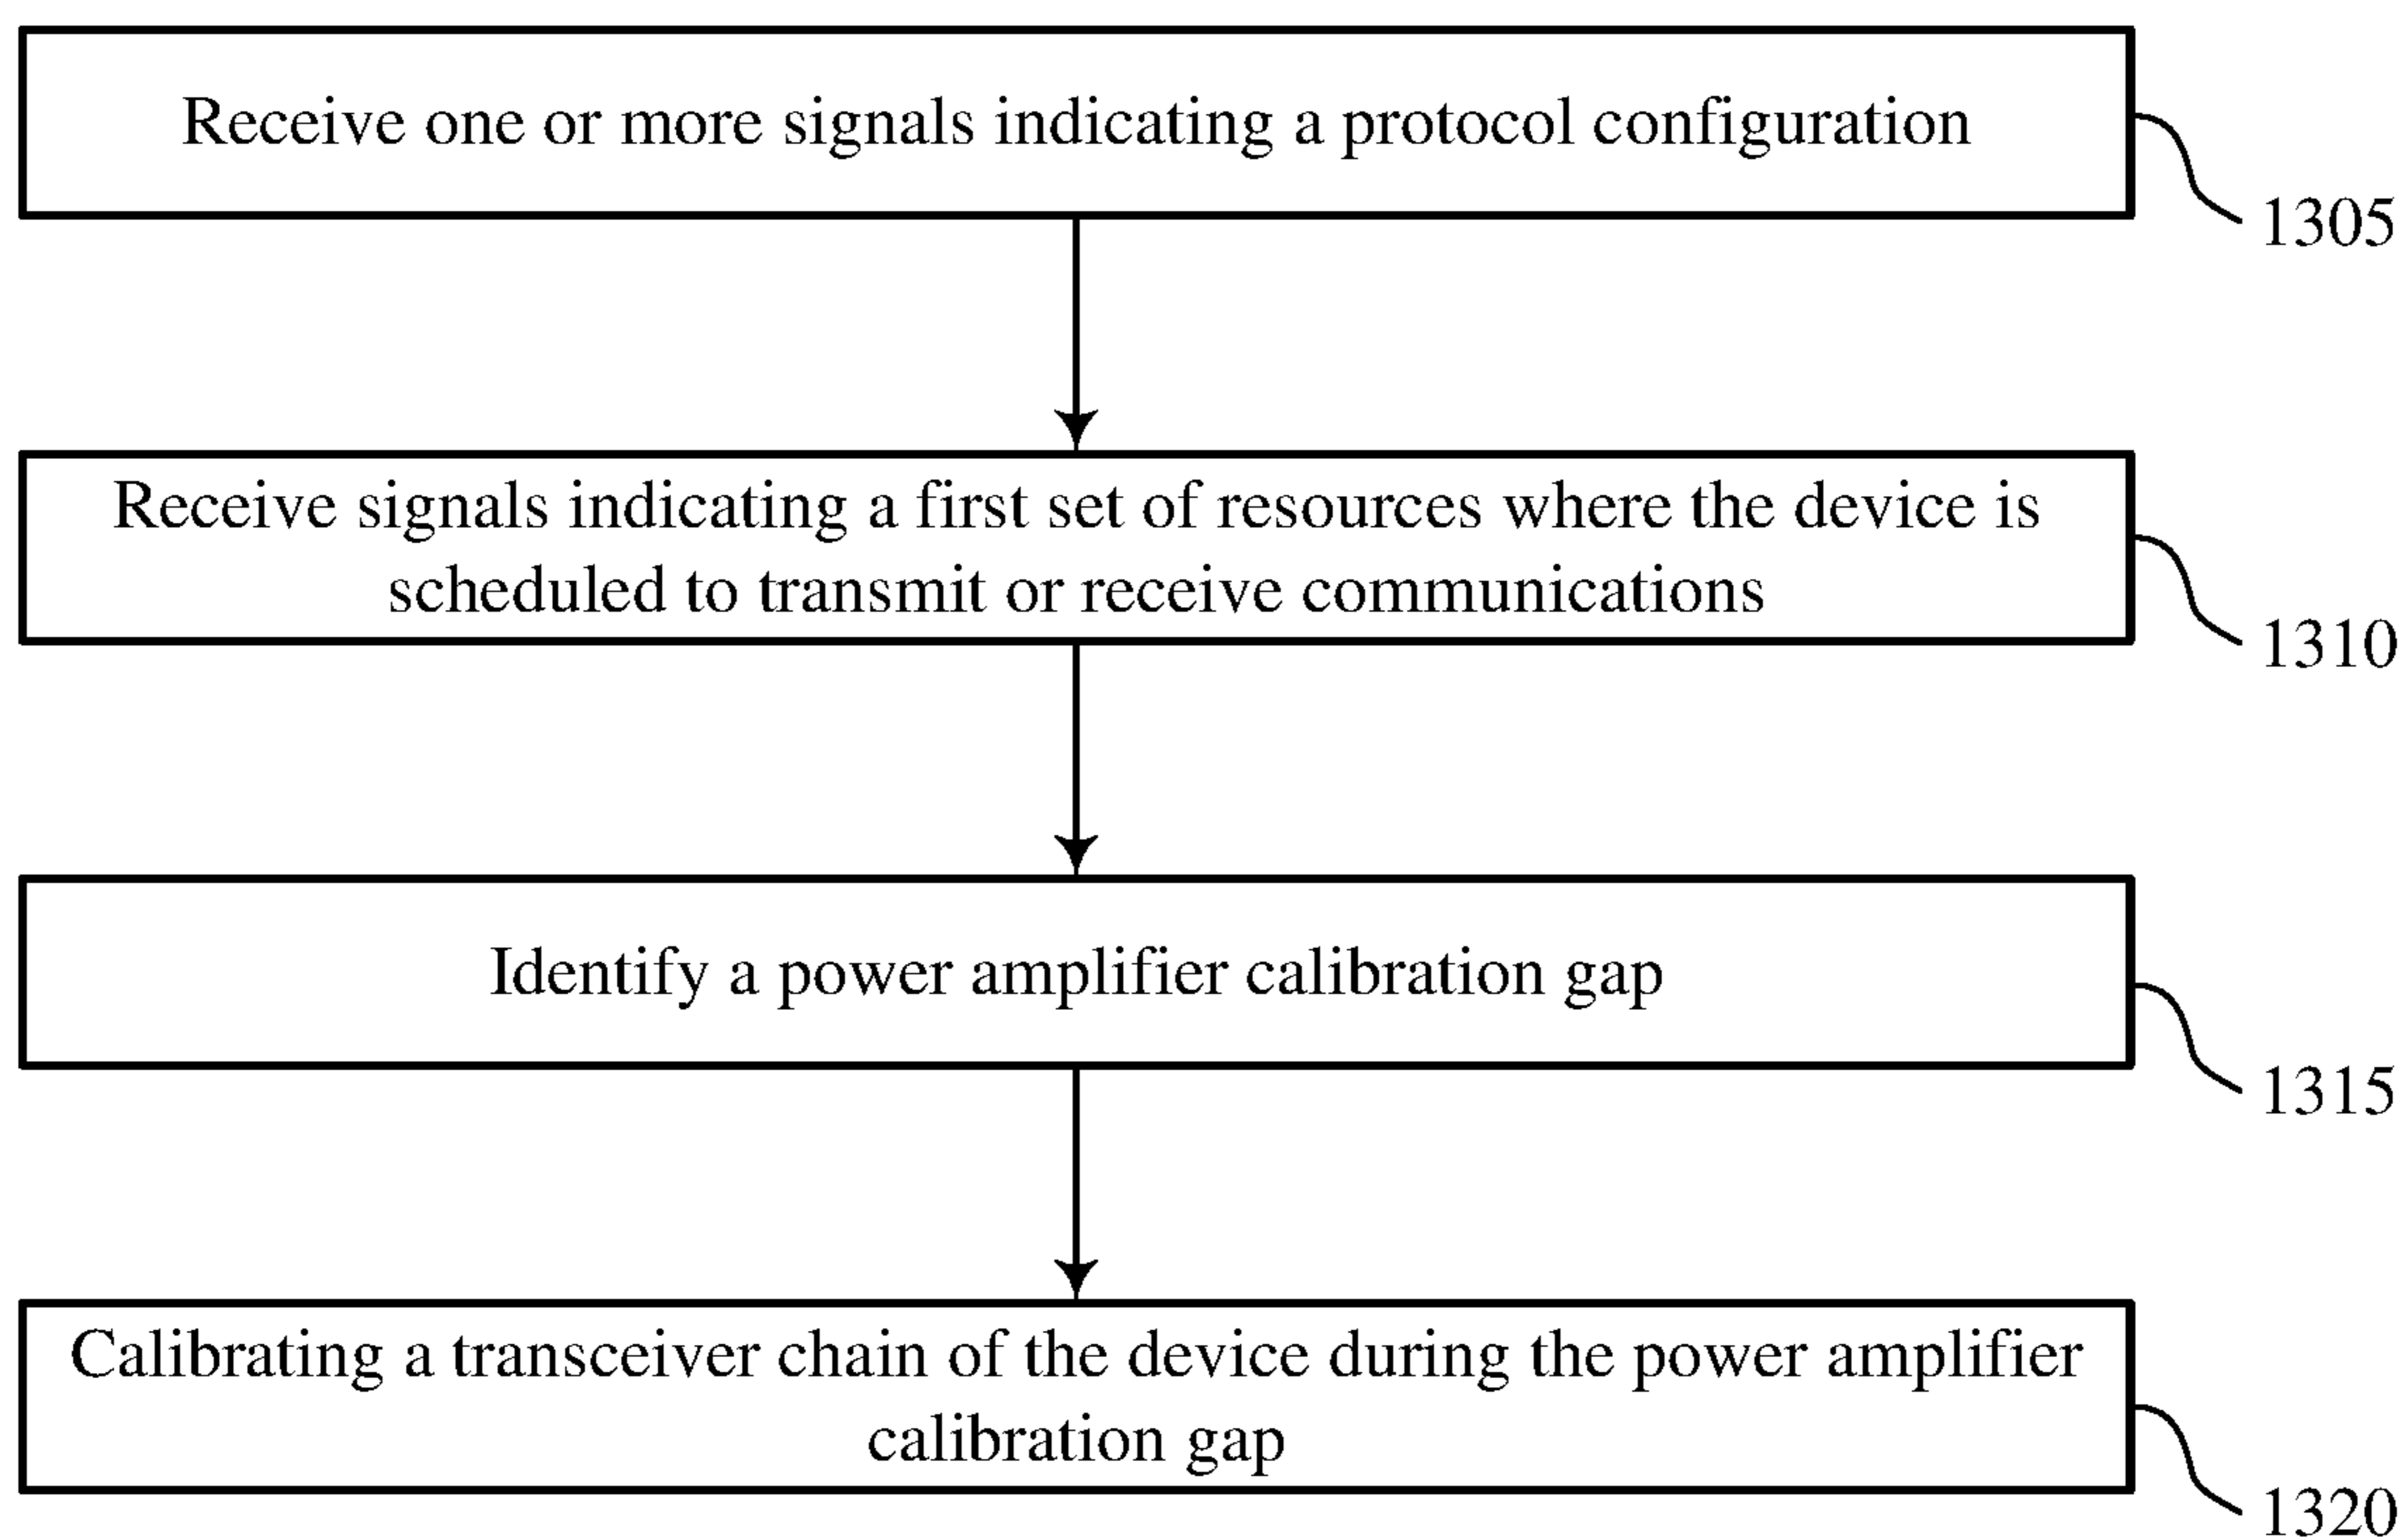 Receive one or more signals indicating a protocol configuration
1305
Receive signals indicating a first set of resources where the device is
scheduled to transmit or receive communications
1310
Identify a power amplifier calibration gap
1315
Calibrating a transceiver chain of the device during the power amplifier
calibration gap
1320